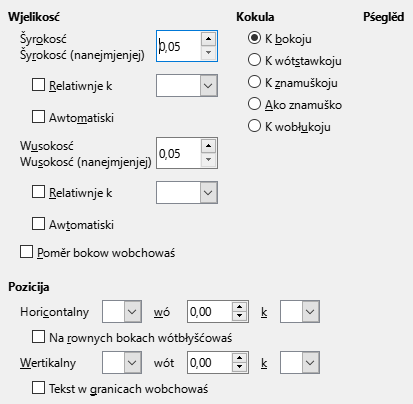 Wjelikosć Kokula Pśeglěd
Šyrokosć
Šyrokosć (nanejmjenjej) 0,05 K bokoju
K wótstawkoju
Relatiwnje k K znamuškoju
Ako znamuško
Awtomatiski K wobłukoju
Wusokosć
Wusokosć (nanejmjenjej) 0,05
Relatiwnje k
Awtomatiski
Poměr bokow wobchowaś
Pozicija
Horicontalny wó 0,00 k
Na rownych bokach wótbłyšćowaś
Wertikalny wót 0,00 k
Tekst w granicach wobchowaś